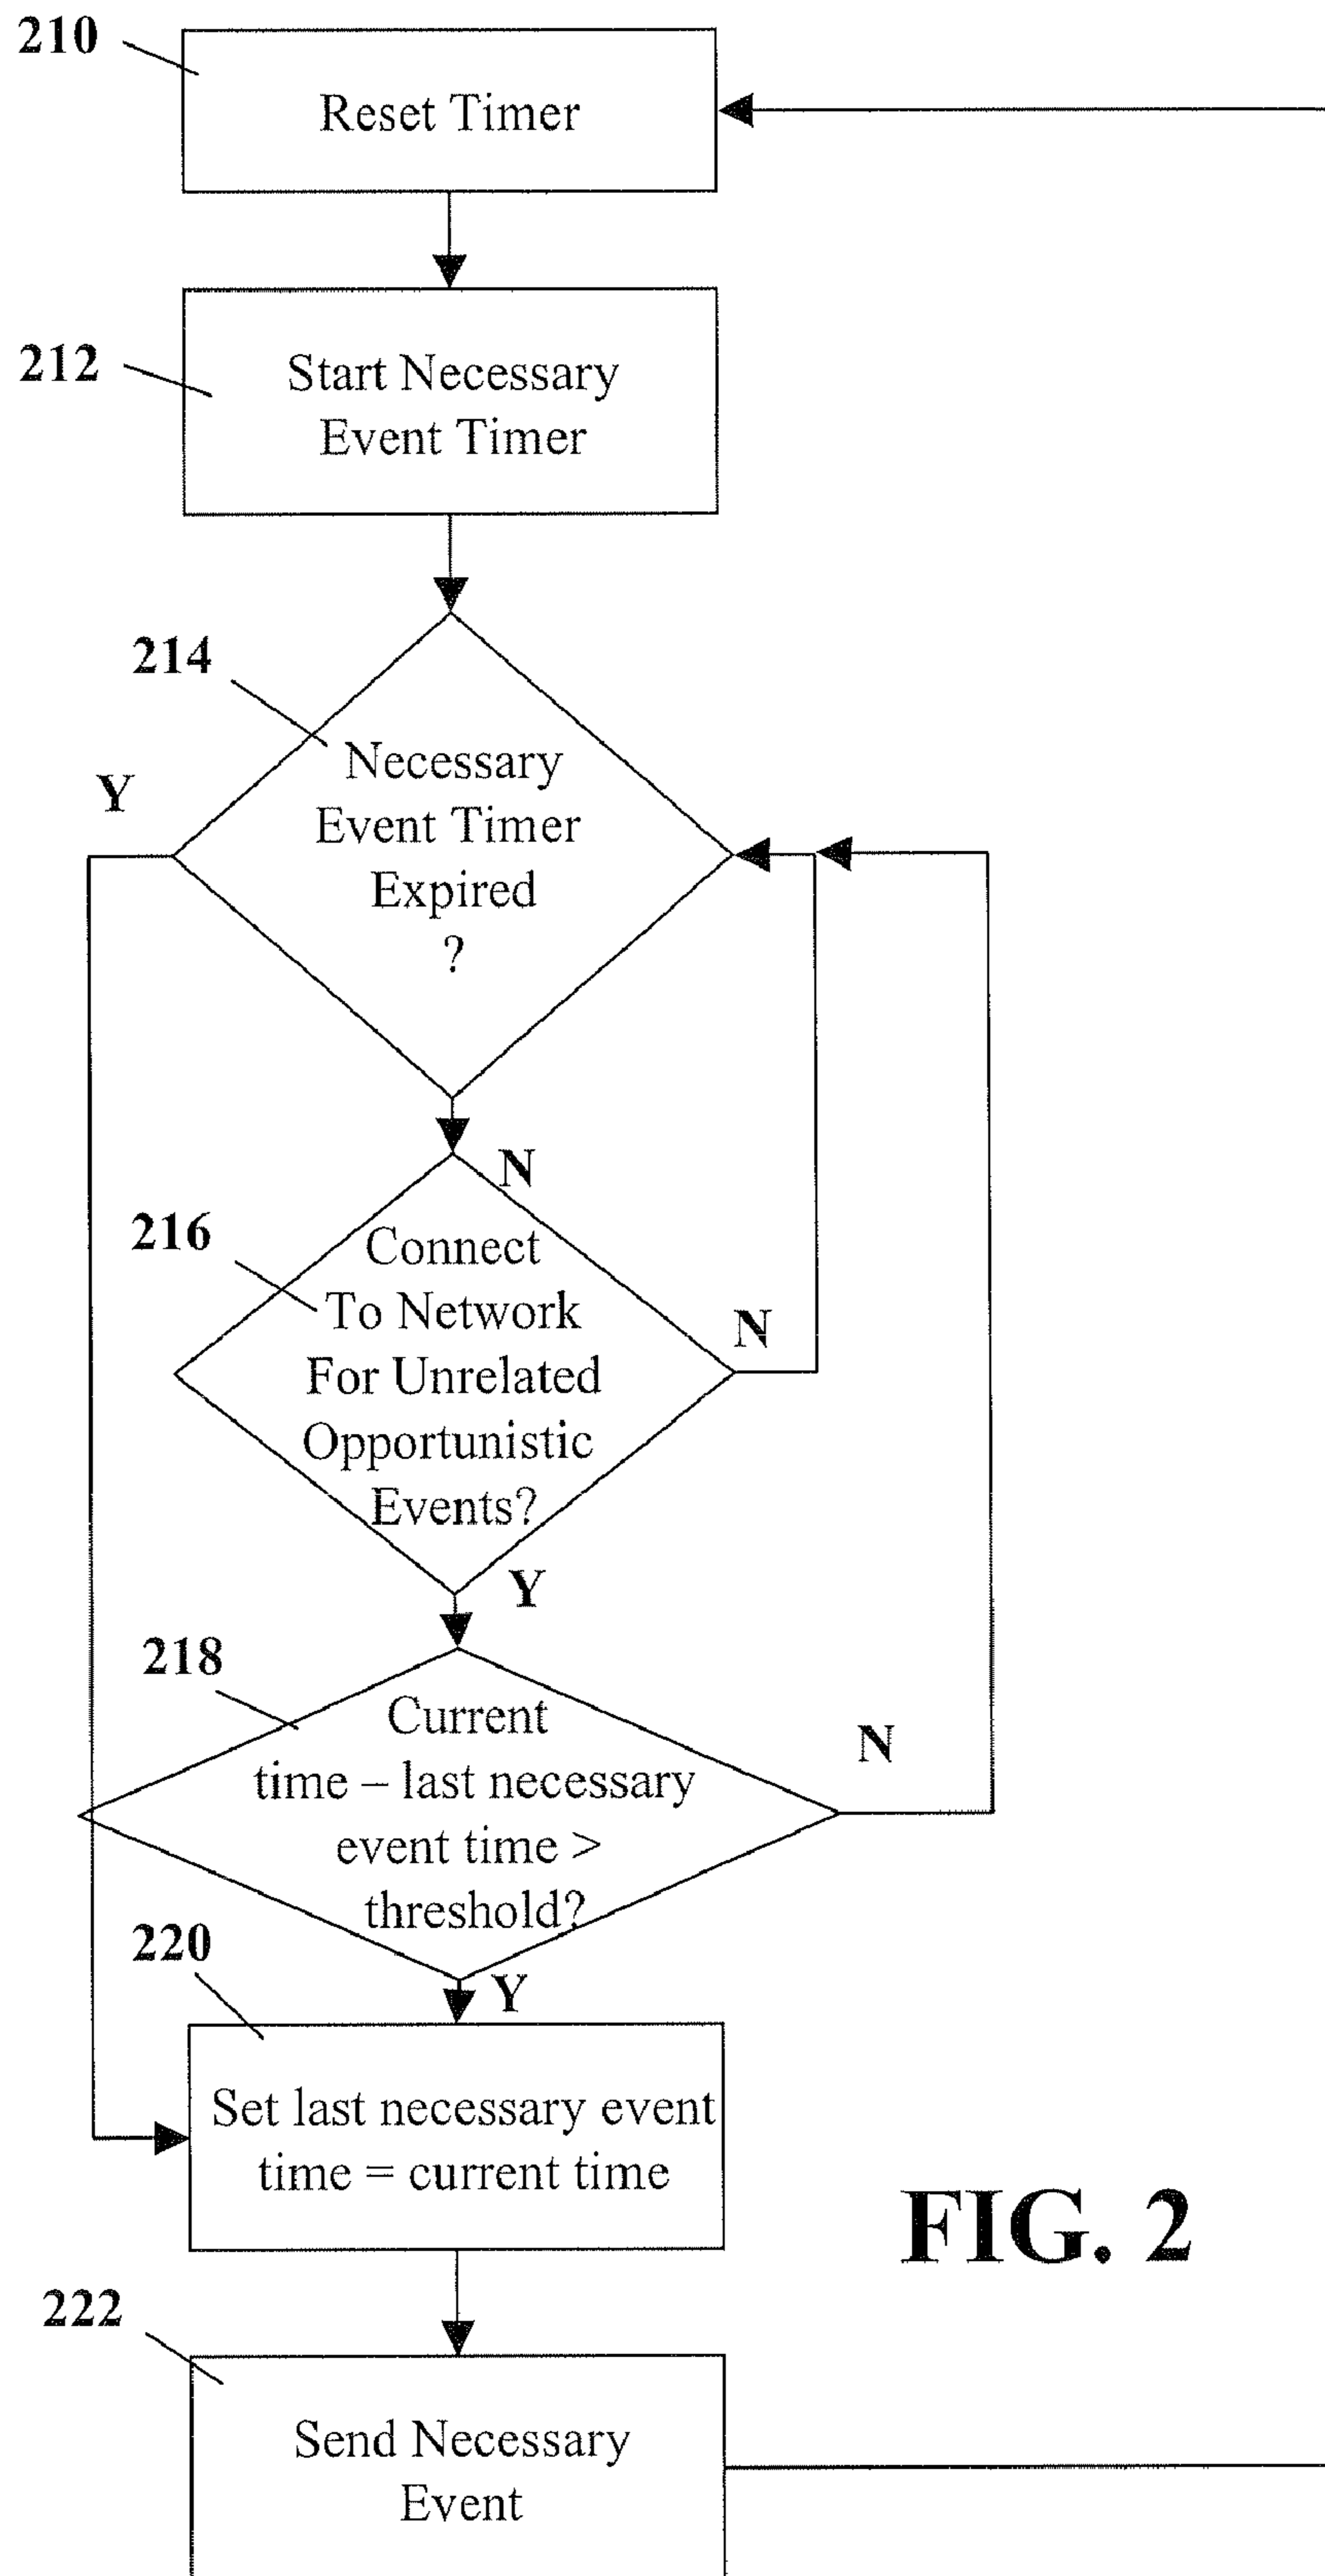 210
Reset Timer
212
Start Necessary
Event Timer
214
Y
Necessary
Event Timer
Expired
?
N
216
Connect
To Network
For Unrelated
Opportunistic
Events?
N
Y
218
Current
time – last necessary
event time >
threshold?
N
220
Y
Set last necessary event
time = current time
FIG. 2
222
Send Necessary
Event